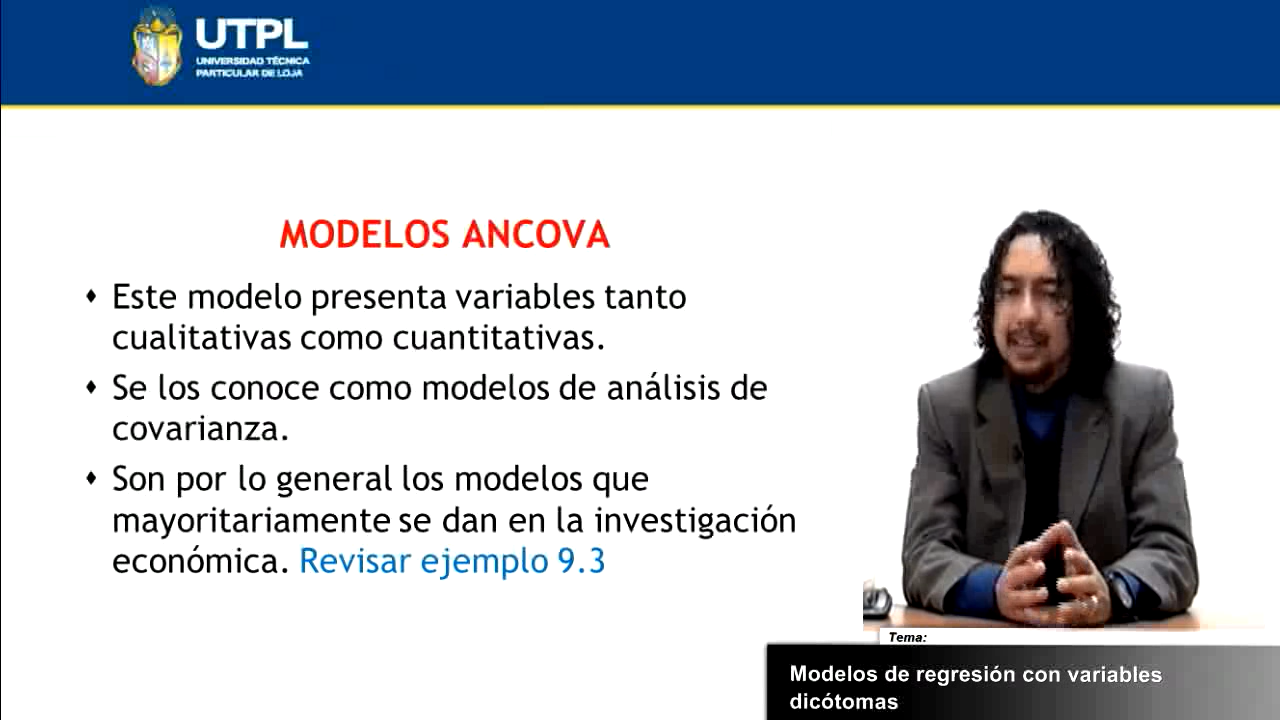 UTPL
UNIVERSIDAD TÉCNICA
PARTICULAR DE LOJA
MODELOS ANCOVA
Este modelo presenta variables tanto
cualitativas como cuantitativas.
Se los conoce como modelos de análisis de
covarianza.
Son por lo general los modelos que
mayoritariamente se dan en la investigación
económica. Revisar ejemplo 9.3
Tema:
Modelos de regresión con variables
dicótomas